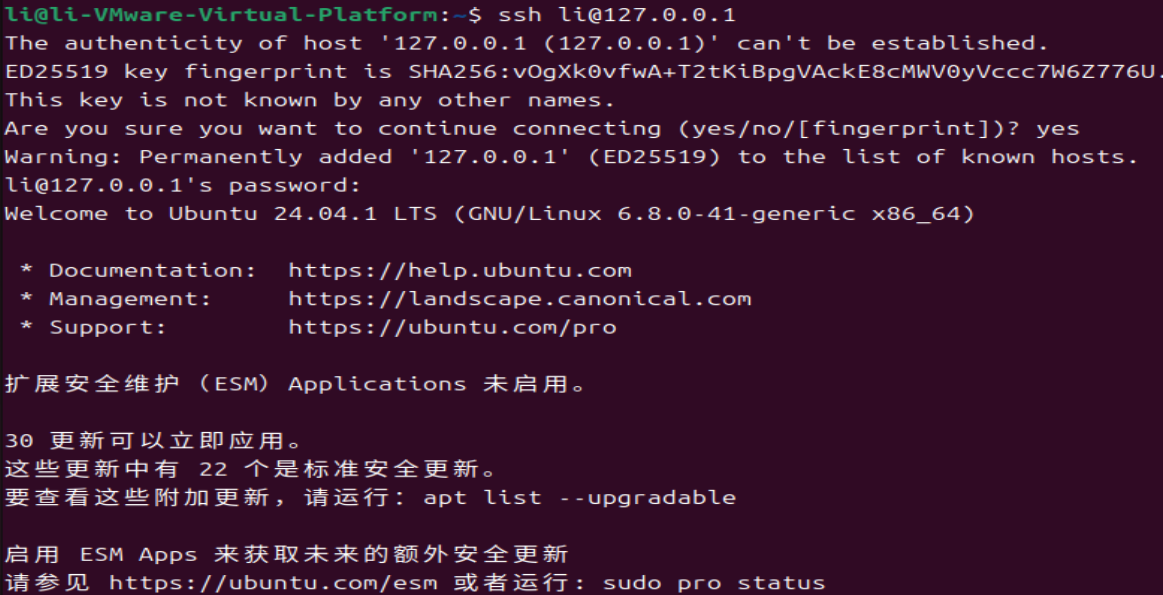 li@li-VMware-Virtual-Platform:~$ ssh li@127.0.0.1
The authenticity of host '127.0.0.1 (127.0.0.1)' can't be established.
ED25519 key fingerprint is SHA256:vOgXk0vfwA+T2tKiBpgVAckE8cMWV0yVccc7W6Z776U.
This key is not known by any other names.
Are you sure you want to continue connecting (yes/no/[fingerprint])? yes
Warning: Permanently added '127.0.0.1' (ED25519) to the list of known hosts.
li@127.0.0.1's password:
Welcome to Ubuntu 24.04.1 LTS (GNU/Linux 6.8.0-41-generic x86_64)
* Documentation:  https://help.ubuntu.com
* Management:     https://landscape.canonical.com
* Support:        https://ubuntu.com/pro
扩展安全维护（ESM）Applications 未启用。
30 更新可以立即应用。
这些更新中有 22 个是标准安全更新。
要查看这些附加更新，请运行：apt list --upgradable
启用 ESM Apps 来获取未来的额外安全更新
请参见 https://ubuntu.com/esm 或者运行: sudo pro status